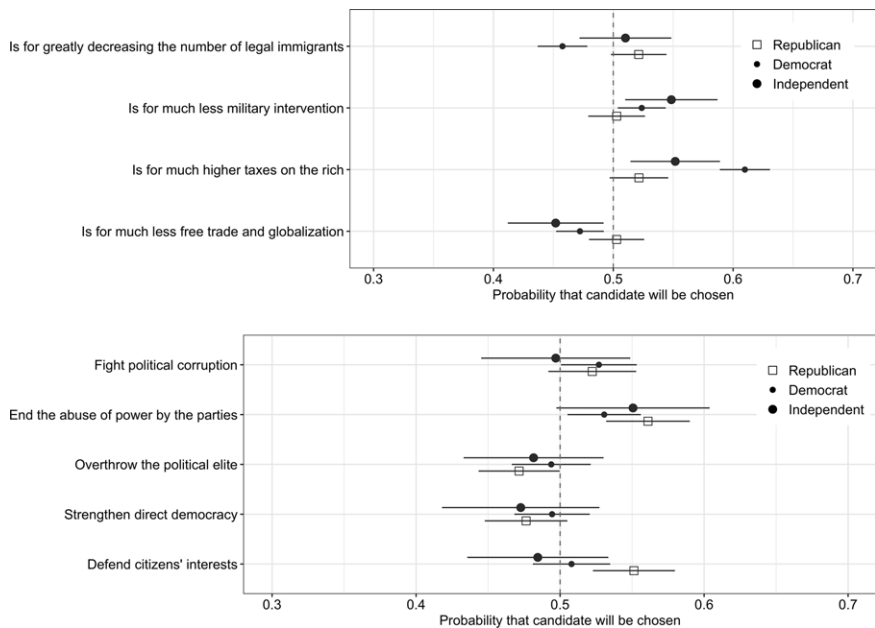 Is for greatly decreasing the number of legal immigrants
Is for much less military intervention
Is for much higher taxes on the rich
Is for much less free trade and globalization
Republican
Democrat
Independent
0.3 0.4 0.5 0.6 0.7
Probability that candidate will be chosen
Fight political corruption
End the abuse of power by the parties
Overthrow the political elite
Strengthen direct democracy
Defend citizens' interests
Republican
Democrat
Independent
0.3 0.4 0.5 0.6 0.7
Probability that candidate will be chosen